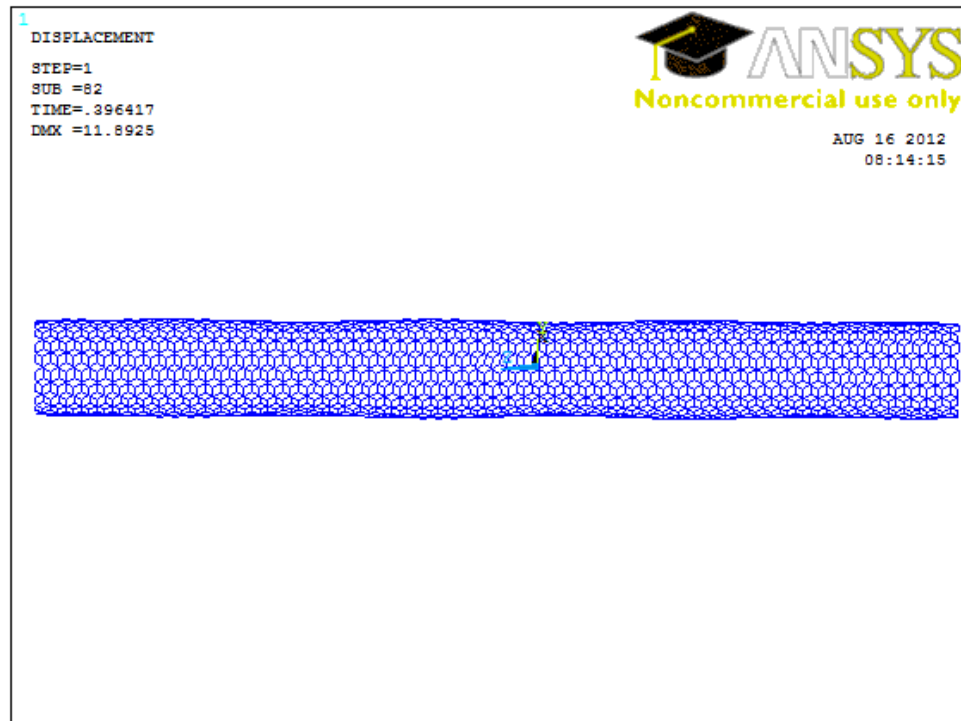 1
DISPLACEMENT
STEP=1
SUB =82
TIME=.396417
DMX =11.8925
ANSYS
Noncommercial use only
AUG 16 2012
08:14:15